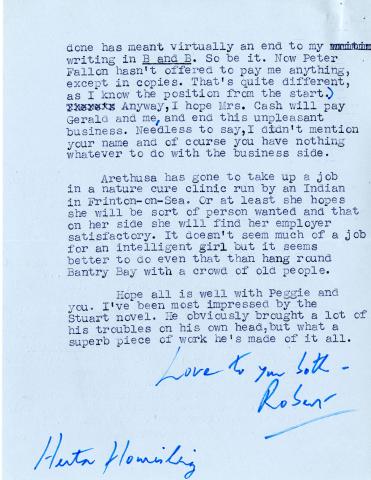 done has meant virtually an end to my
writing in B and B. So be it. Now Peter
Fallon hasn't offered to pay me anything,
except in copies. That's quite different,
as I know the position from the start.)
Anyway, I hope Mrs. Cash will pay
Gerald and me, and end this unpleasant
business. Needless to say, I didn't mention
your name and of course you have nothing
whatever to do with the business side.
Arethusa has gone to take up a job
in a nature cure clinic run by an Indian
in Frinton-on-Sea. Or at least she hopes
she will be sort of person wanted and that
on her side she will find her employer
satisfactory. It doesn't seem much of a job
for an intelligent girl but it seems
better to do even that than hang round
Bantry Bay with a crowd of old people.
Hope all is well with Peggie and
you. I've been most impressed by the
Stuart novel. He obviously brought a lot of
his troubles on his own head, but what a
superb piece of work he's made of it all.
Love to you both -
Robert